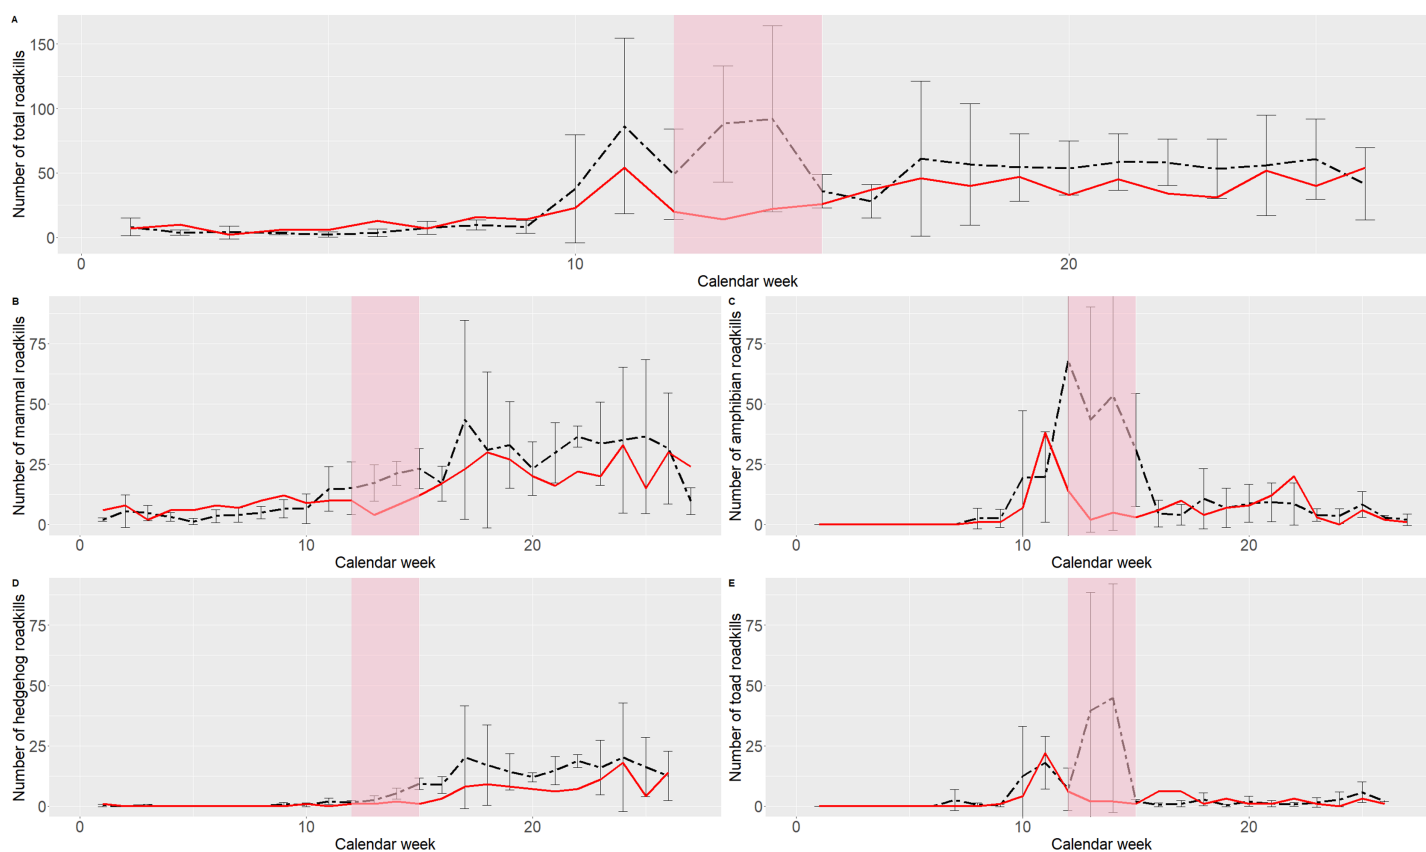 A
Number of total roadkills
150
100
50
0
0 10 20
Calendar week
B
Number of mammal roadkills
75
50
25
0
0 10 20
Calendar week
C
Number of amphibian roadkills
75
50
25
0
0 10 20
Calendar week
D
Number of hedgehog roadkills
75
50
25
0
0 10 20
Calendar week
E
Number of toad roadkills
75
50
25
0
0 10 20
Calendar week